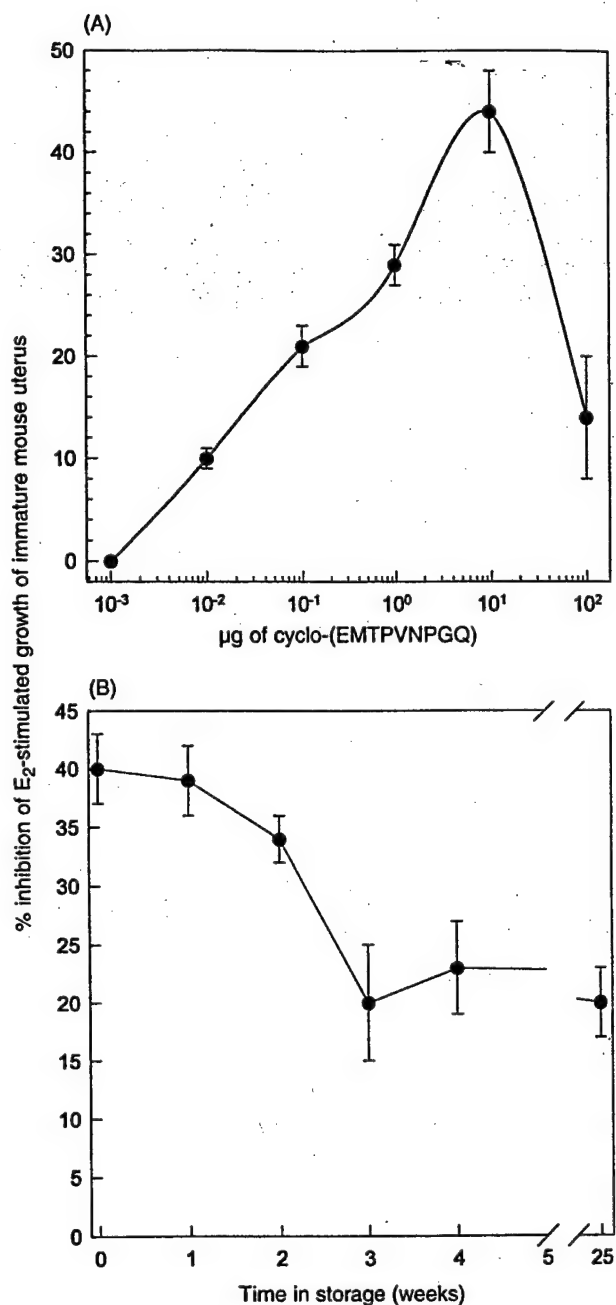 (A)
50
40
30
20
10
0
10⁻³ 10⁻² 10⁻¹ 10⁰ 10¹ 10²
µg of cyclo-(EMTPVNPGQ)
% inhibition of E₂-stimulated growth of immature mouse uterus
(B)
45
40
35
30
25
20
15
10
5
0
0 1 2 3 4 5 25
Time in storage (weeks)